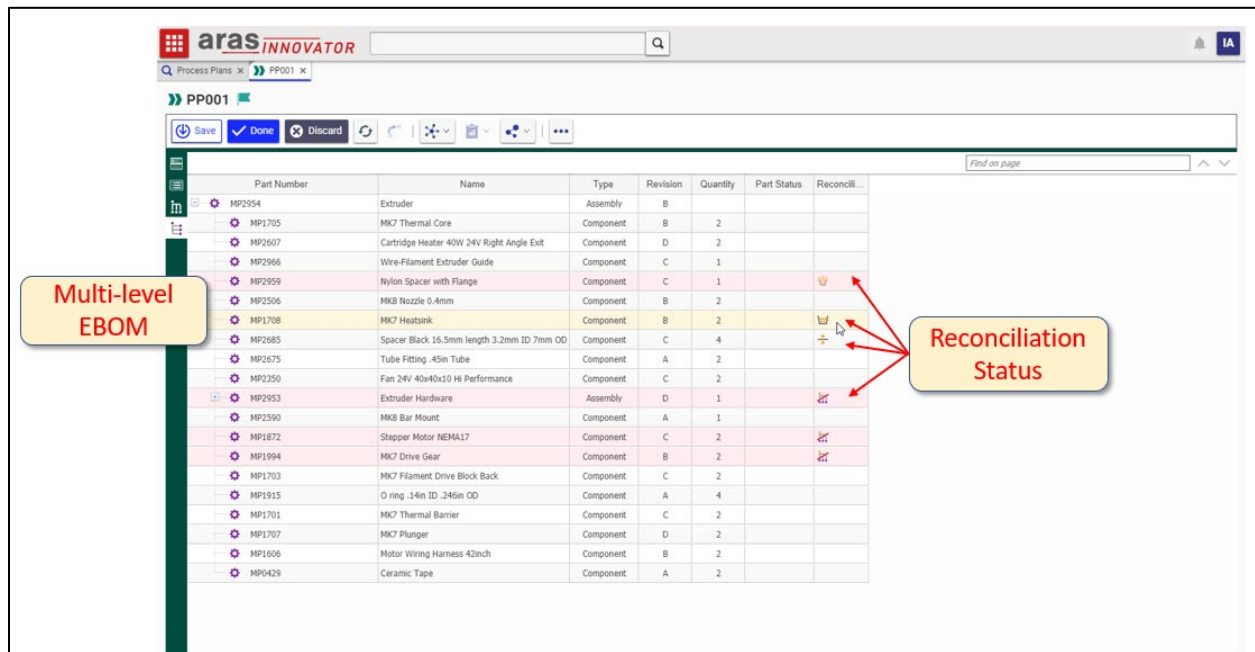 aras INNOVATOR
IA
Process Plans x PP001 x
PP001
Save Done Discard
Find on page
Part Number Name Type Revision Quantity Part Status Reconcili...
MP2954 Extruder Assembly B
MP1705 MK7 Thermal Core Component B 2
MP2607 Cartridge Heater 40W 24V Right Angle Exit Component D 2
MP2966 Wire-Filament Extruder Guide Component C 1
MP2959 Nylon Spacer with Flange Component C 1
MP2506 MK8 Nozzle 0.4mm Component B 2
MP1708 MK7 Heatsink Component B 2
MP2685 Spacer Black 16.5mm length 3.2mm ID 7mm OD Component C 4
MP2675 Tube Fitting .45in Tube Component A 2
MP2350 Fan 24V 40x40x10 Hi Performance Component C 2
MP2953 Extruder Hardware Assembly D 1
MP2590 MK8 Bar Mount Component A 1
MP1872 Stepper Motor NEMA17 Component C 2
MP1994 MK7 Drive Gear Component B 2
MP1703 MK7 Filament Drive Block Back Component C 2
MP1915 O ring .14in ID .246in OD Component A 4
MP1701 MK7 Thermal Barrier Component C 2
MP1707 MK7 Plunger Component D 2
MP1606 Motor Wiring Harness 42inch Component B 2
MP0429 Ceramic Tape Component A 2
Multi-level
EBOM
Reconciliation
Status